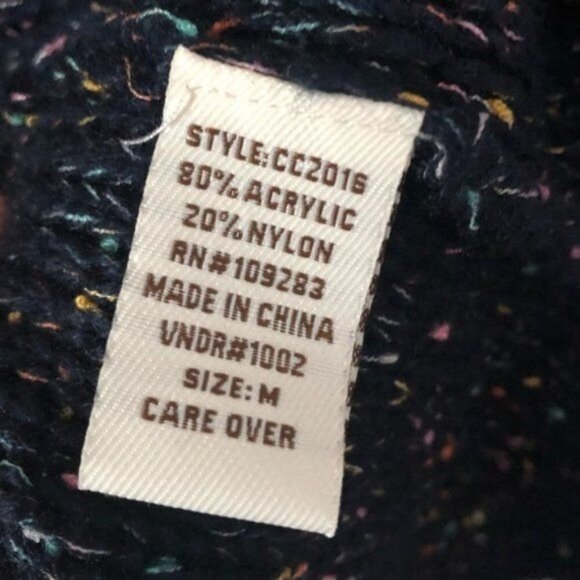 STYLE:CC2016
80% ACRYLIC
20% NYLON
RN#109283
MADE IN CHINA
VNDR#1002
SIZE: M
CARE OVER